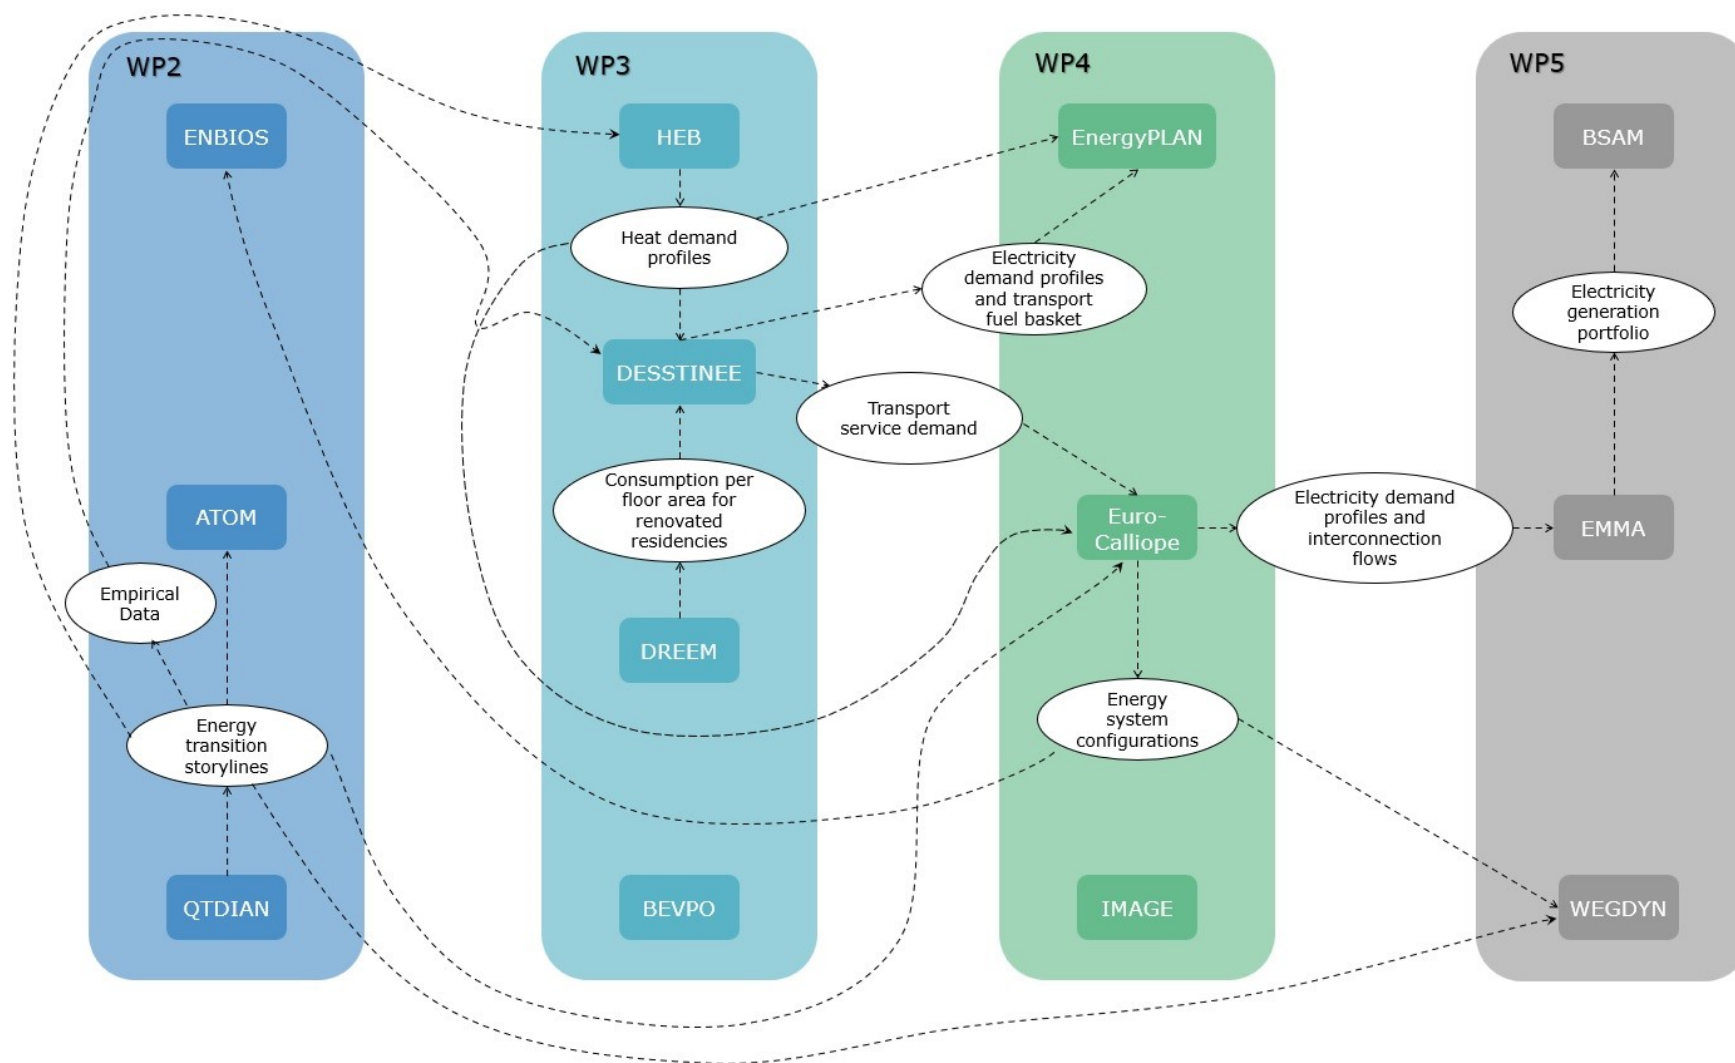 WP2
ENBIOS
ATOM
Empirical
Data
Energy
transition
storylines
QTDIAN
WP3
HEB
Heat demand
profiles
DESSTINEE
Consumption per
floor area for
renovated
residencies
DREEM
BEVPO
Transport
service demand
WP4
EnergyPLAN
Electricity
demand profiles
and transport
fuel basket
Euro-
Calliope
Energy
system
configurations
IMAGE
Electricity demand
profiles and
interconnection
flows
WP5
BSAM
Electricity
generation
portfolio
EMMA
WEGDYN